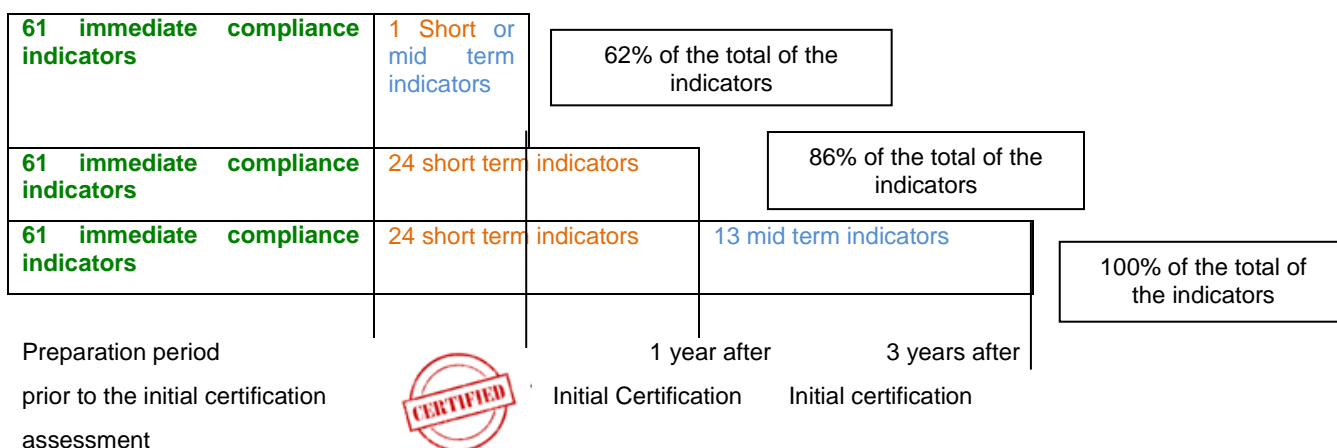 61 immediate compliance
indicators
1 Short or
mid term
indicators
62% of the total of the
indicators
61 immediate compliance
indicators
24 short term indicators
86% of the total of the
indicators
61 immediate compliance
indicators
24 short term indicators
13 mid term indicators
100% of the total of
the indicators
Preparation period
prior to the initial certification
assessment
CERTIFIED
1 year after
Initial Certification
3 years after
Initial certification